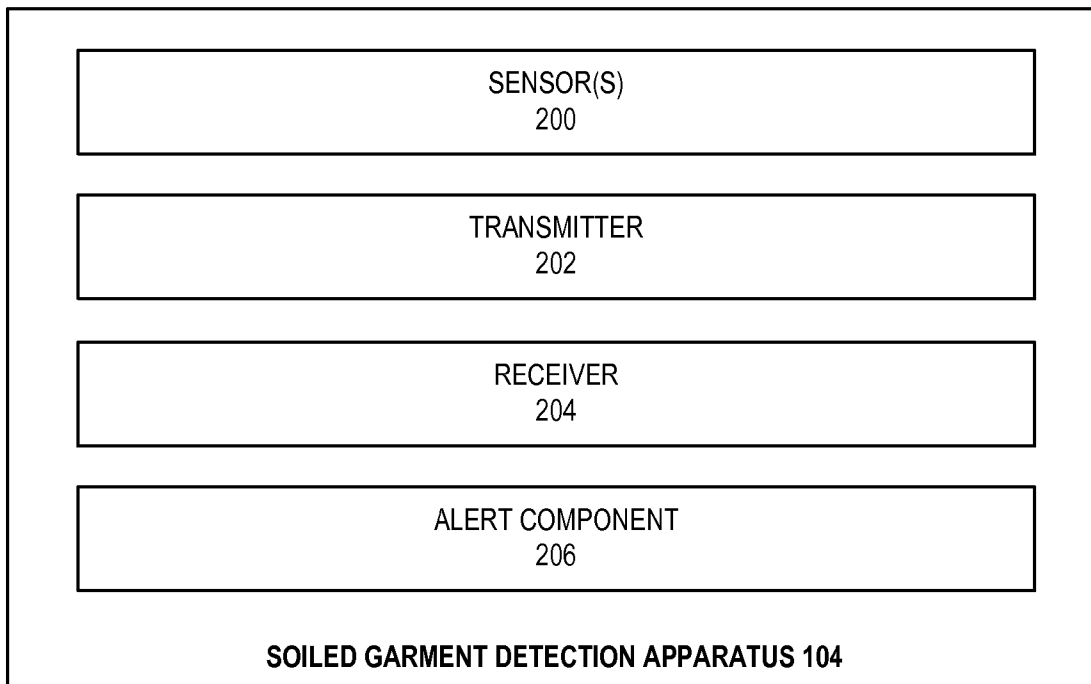 SENSOR(S)
200
TRANSMITTER
202
RECEIVER
204
ALERT COMPONENT
206
SOILED GARMENT DETECTION APPARATUS 104